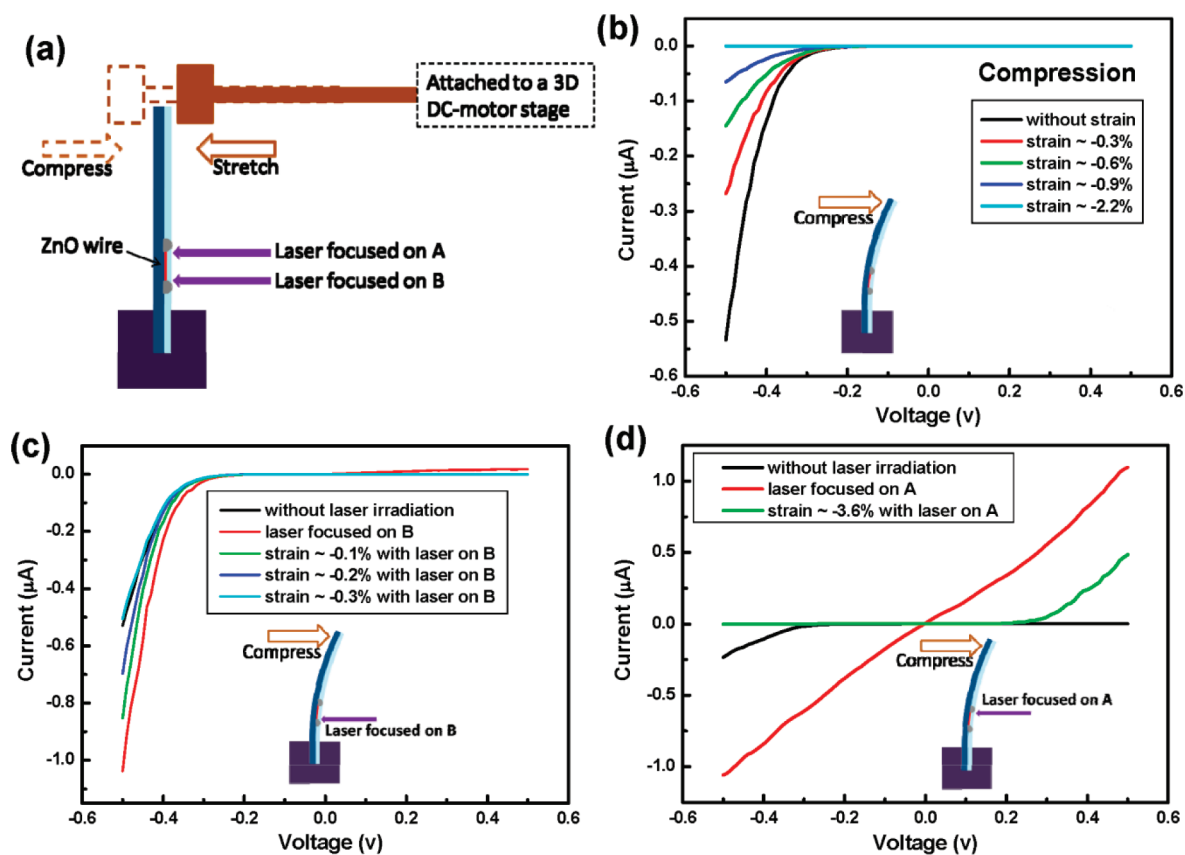 (a)
Attached to a 3D
DC-motor stage
Compress
Stretch
ZnO wire
Laser focused on A
Laser focused on B
(b)
Compression
without strain
strain ~ -0.3%
strain ~ -0.6%
strain ~ -0.9%
strain ~ -2.2%
Compress
Current (μA)
0.0
-0.1
-0.2
-0.3
-0.4
-0.5
-0.6
-0.6 -0.4 -0.2 0.0 0.2 0.4 0.6
Voltage (v)
(c)
without laser irradiation
laser focused on B
strain ~ -0.1% with laser on B
strain ~ -0.2% with laser on B
strain ~ -0.3% with laser on B
Compress
Laser focused on B
Current (μA)
0.0
-0.2
-0.4
-0.6
-0.8
-1.0
-0.6 -0.4 -0.2 0.0 0.2 0.4 0.6
Voltage (v)
(d)
without laser irradiation
laser focused on A
strain ~ -3.6% with laser on A
Compress
Laser focused on A
Current (μA)
1.0
0.5
0.0
-0.5
-1.0
-0.6 -0.4 -0.2 0.0 0.2 0.4 0.6
Voltage (v)